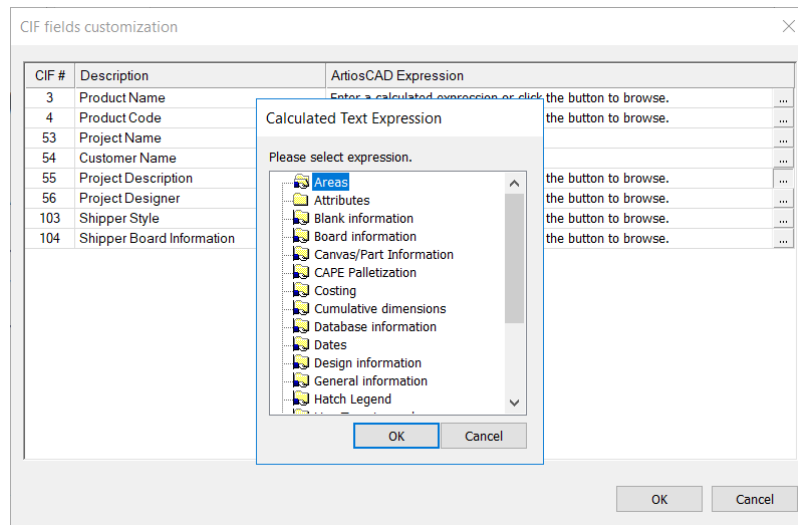 CIF fields customization
CIF # Description ArtiosCAD Expression
3 Product Name Enter a calculated expression or click the button to browse. ...
4 Product Code the button to browse. ...
53 Project Name ...
54 Customer Name ...
55 Project Description the button to browse. ...
56 Project Designer the button to browse. ...
103 Shipper Style the button to browse. ...
104 Shipper Board Information the button to browse. ...
Calculated Text Expression
Please select expression.
Areas
Attributes
Blank information
Board information
Canvas/Part Information
CAPE Palletization
Costing
Cumulative dimensions
Database information
Dates
Design information
General information
Hatch Legend
OK Cancel
OK Cancel